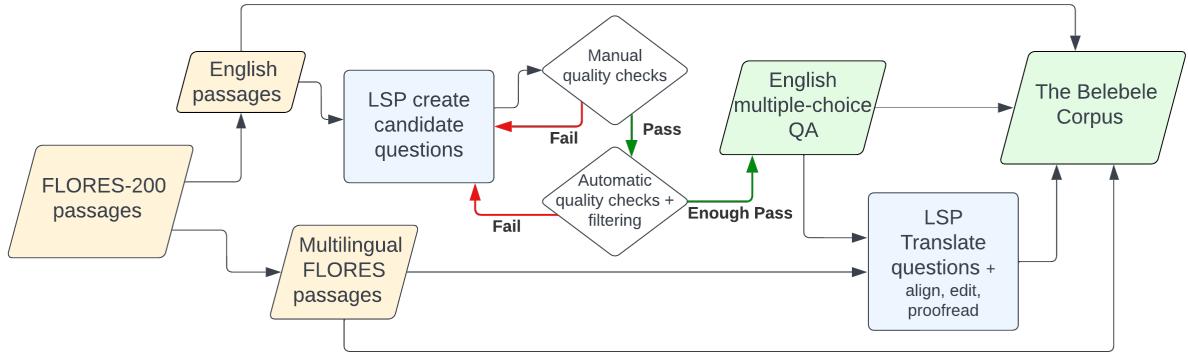 FLORES-200
passages
English
passages
Multilingual
FLORES
passages
LSP create
candidate
questions
Manual
quality checks
Fail
Pass
Automatic
quality checks +
filtering
Fail
Enough Pass
English
multiple-choice
QA
LSP
Translate
questions +
align, edit,
proofread
The Belebele
Corpus